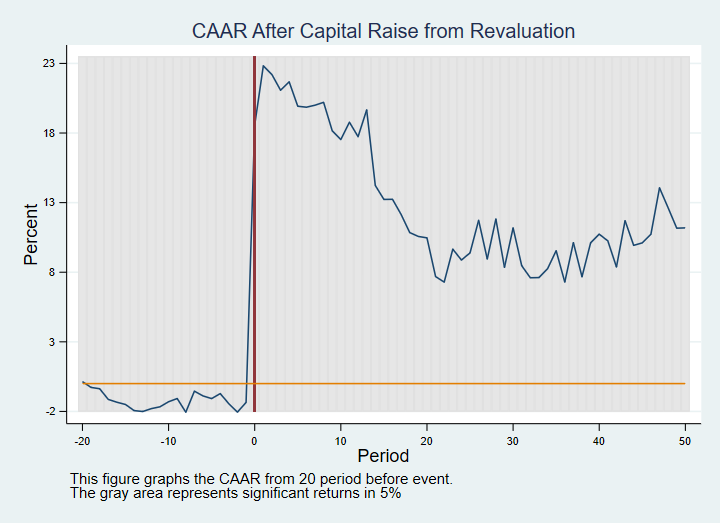 CAAR After Capital Raise from Revaluation
Percent
23
18
13
8
3
-2
-20 -10 0 10 20 30 40 50
Period
This figure graphs the CAAR from 20 period before event.
The gray area represents significant returns in 5%